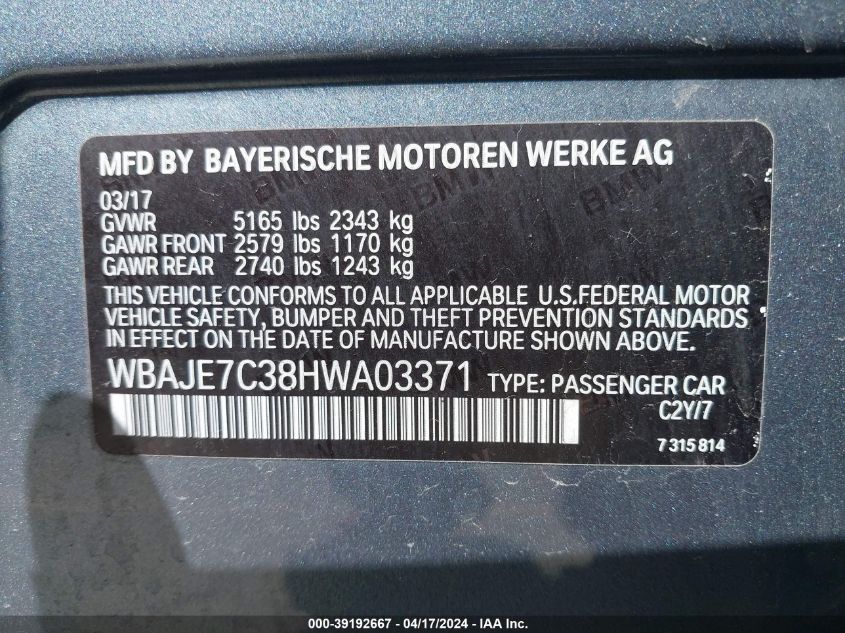 MFD BY BAYERISCHE MOTOREN WERKE AG
03/17
GVWR 5165 lbs 2343 kg
GAWR FRONT 2579 lbs 1170 kg
GAWR REAR 2740 lbs 1243 kg
THIS VEHICLE CONFORMS TO ALL APPLICABLE U.S.FEDERAL MOTOR
VEHICLE SAFETY, BUMPER AND THEFT PREVENTION STANDARDS
IN EFFECT ON THE DATE OF MANUFACTURE SHOWN ABOVE.
WBAJE7C38HWA03371 TYPE: PASSENGER CAR
C2Y/7
7 315 814
000-39192667 - 04/17/2024 - IAA Inc.